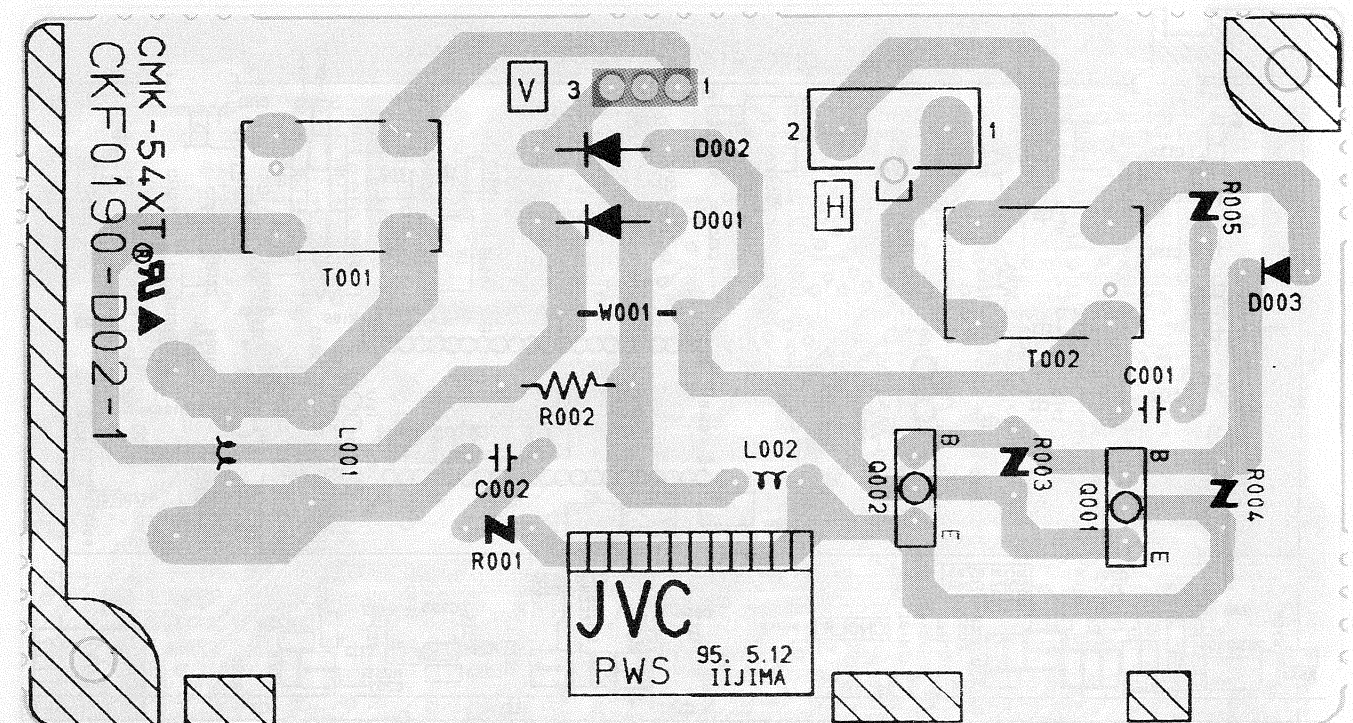 CMK-54XT®
CKF0190-D02-1
V
3
1
D002
D001
T001
2
1
H
R005
D003
W001
T002
C001
R002
L001
L002
C002
R001
B
Q002
E
R003
B
Q001
E
R004
JVC
PWS
95. 5.12
IIJIMA